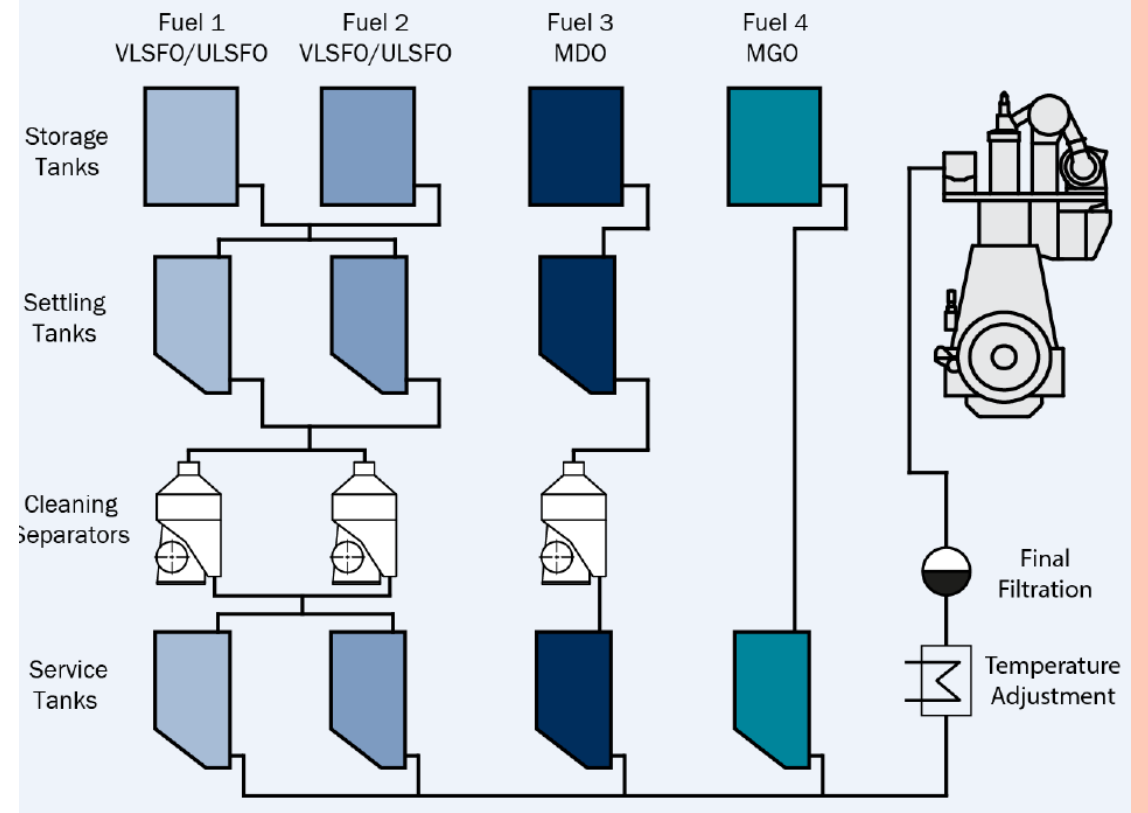 Fuel 1
VLSFO/ULSFO
Fuel 2
VLSFO/ULSFO
Fuel 3
MDO
Fuel 4
MGO
Storage
Tanks
Settling
Tanks
Cleaning
Separators
Service
Tanks
Final
Filtration
Temperature
Adjustment